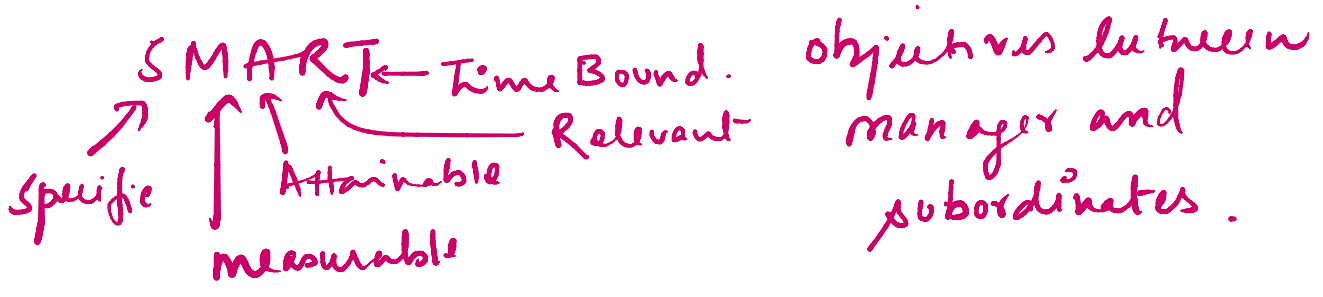 SMART
Time Bound.
Relevant
Attainable
Specific
measurable
objectives between
manager and
subordinates.